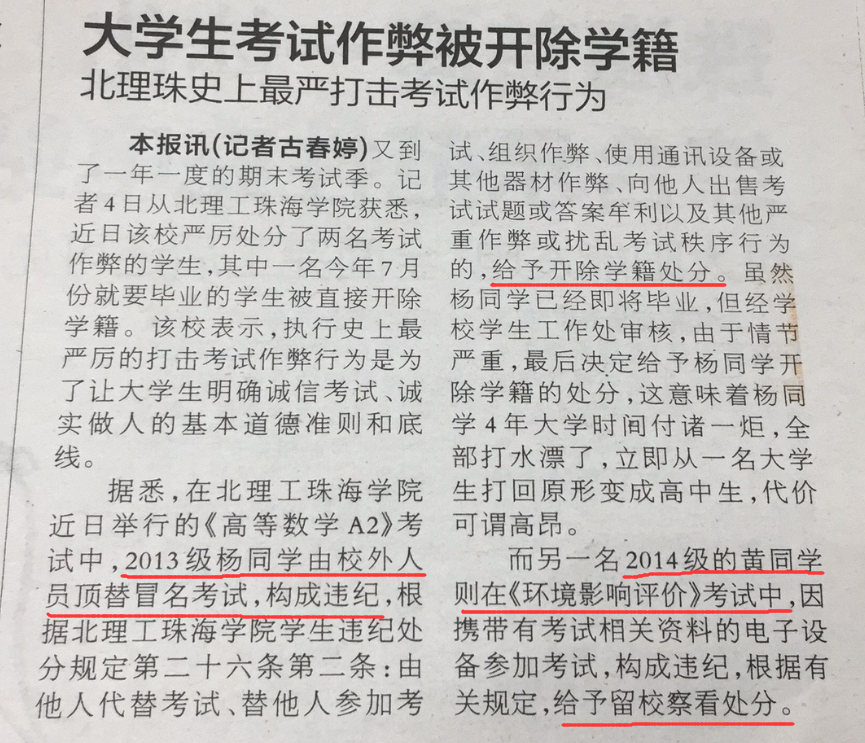 大学生考试作弊被开除学籍
北理珠史上最严打击考试作弊行为
本报讯(记者古春婷)又到
了一年一度的期末考试季。记
者4日从北理工珠海学院获悉,
近日该校严厉处分了两名考试
作弊的学生,其中一名今年7月
份就要毕业的学生被直接开除
学籍。该校表示,执行史上最
严厉的打击考试作弊行为是为
了让大学生明确诚信考试、诚
实做人的基本道德准则和底
线。
据悉,在北理工珠海学院
近日举行的《高等数学A2》考
试中,2013级杨同学由校外人
员顶替冒名考试,构成违纪,根
据北理工珠海学院学生违纪处
分规定第二十六条第二条:由
他人代替考试、替他人参加考
试、组织作弊、使用通讯设备或
其他器材作弊、向他人出售考
试试题或答案牟利以及其他严
重作弊或扰乱考试秩序行为
的,给予开除学籍处分。虽然
杨同学已经即将毕业,但经学
校学生工作处审核,由于情节
严重,最后决定给予杨同学开
除学籍的处分,这意味着杨同
学4年大学时间付诸一炬,全
部打水漂了,立即从一名大学
生打回原形变成高中生,代价
可谓高昂。
而另一名2014级的黄同学
则在《环境影响评价》考试中,因
携带有考试相关资料的电子设
备参加考试,构成违纪,根据有
关规定,给予留校察看处分。